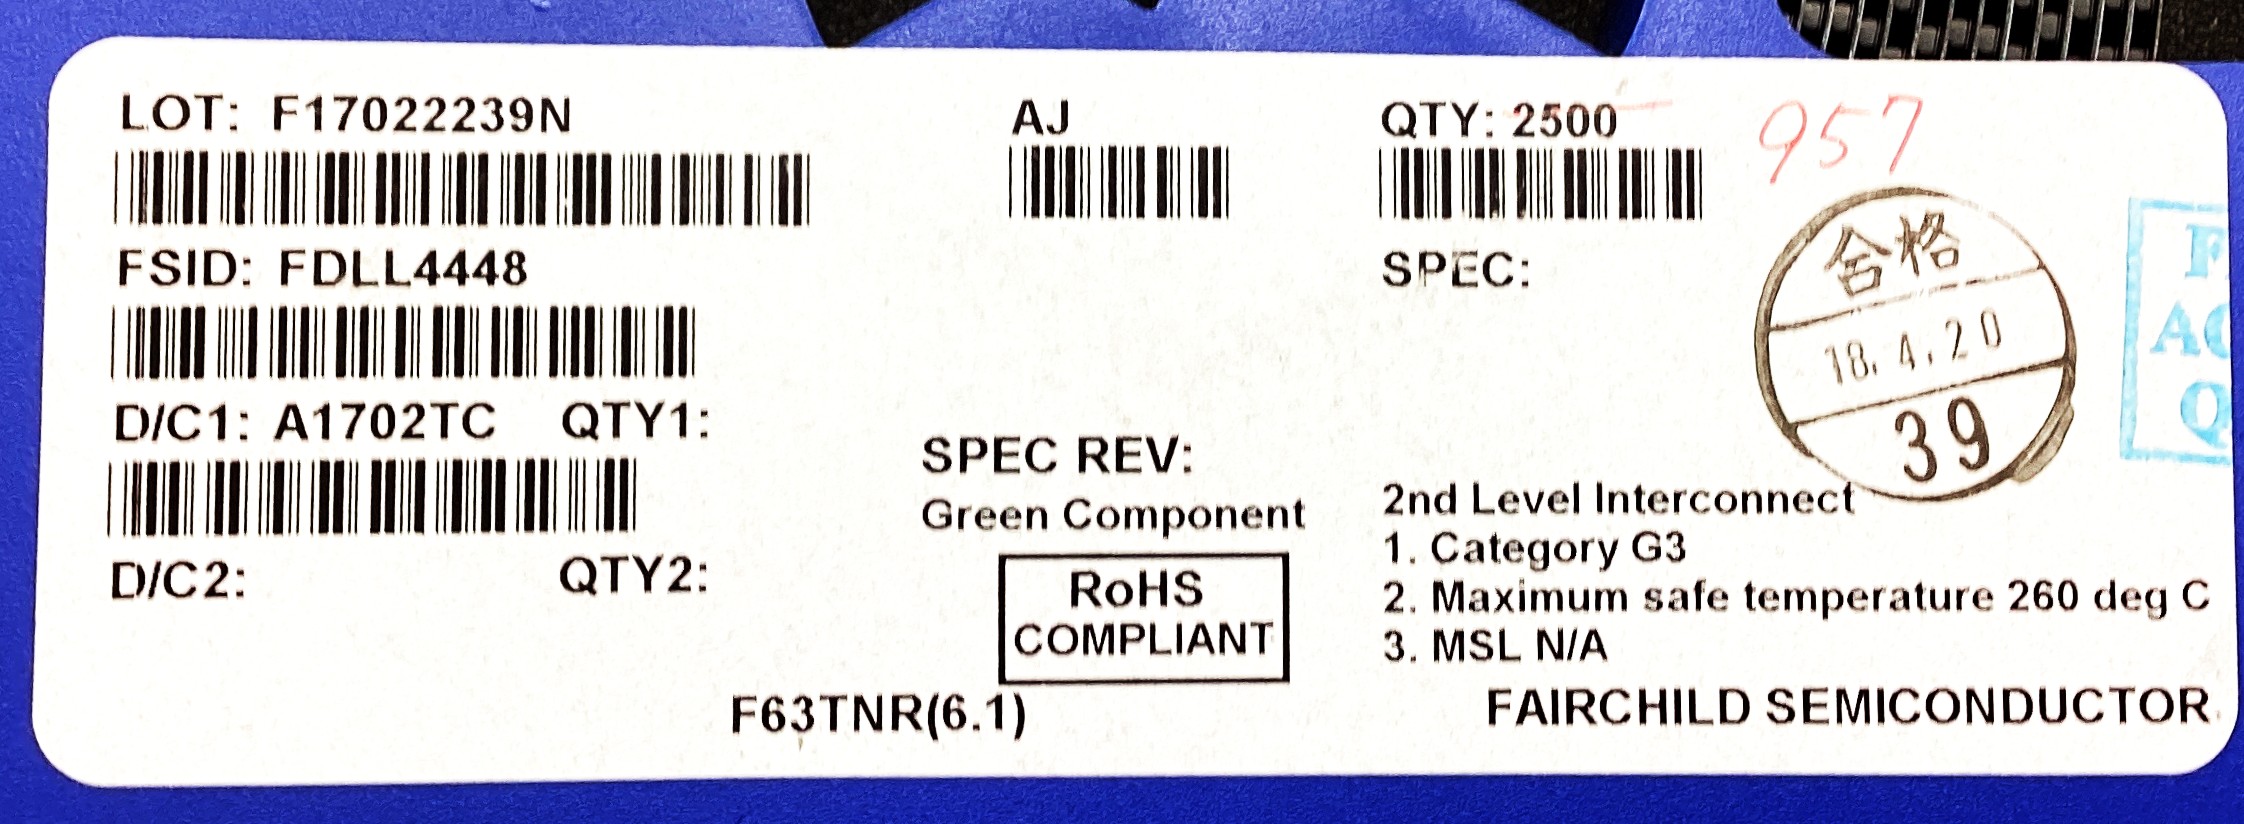 LOT: F17022239N
AJ
QTY: 2500
957
FSID: FDLL4448
SPEC:
合格
18.4.20
39
D/C1: A1702TC QTY1:
SPEC REV:
Green Component
D/C2: QTY2:
RoHS
COMPLIANT
2nd Level Interconnect
1. Category G3
2. Maximum safe temperature 260 deg C
3. MSL N/A
F63TNR(6.1)
FAIRCHILD SEMICONDUCTOR